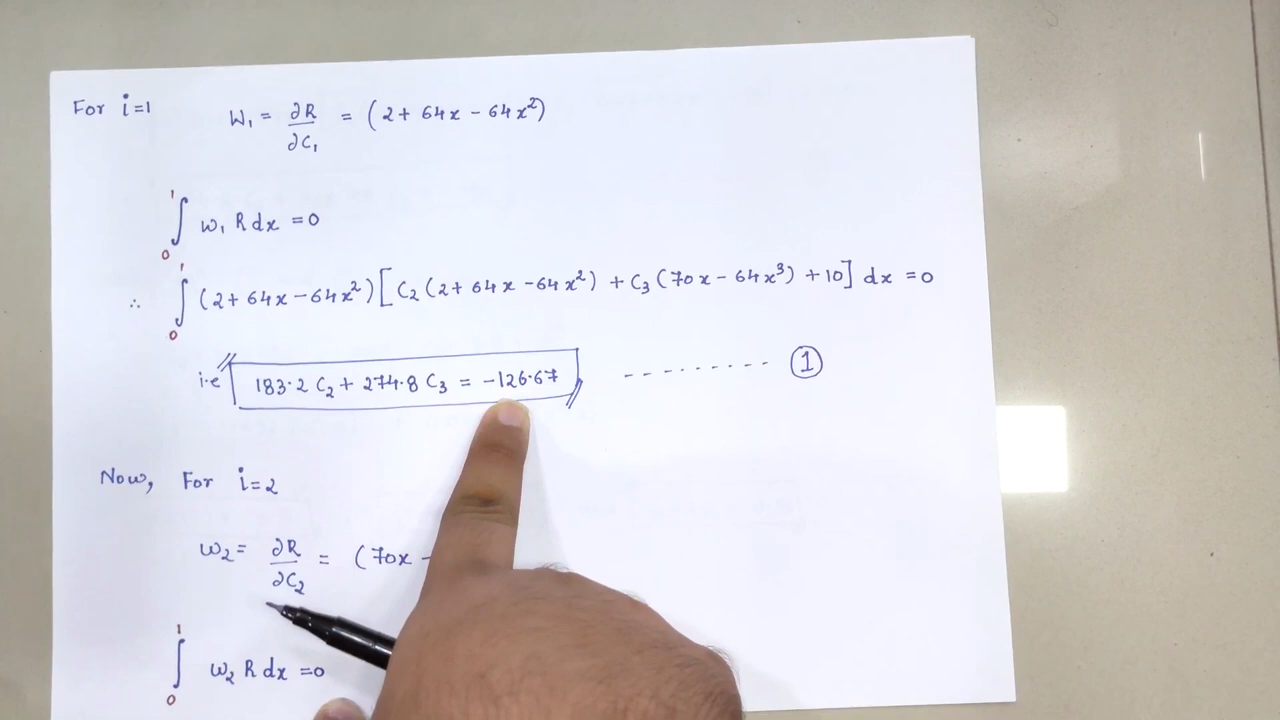 For i=1 W₁ = ∂R/∂C₁ = (2 + 64x − 64x²)
∫₀¹ w₁ R dx = 0
∴ ∫₀¹ (2 + 64x − 64x²) [C₂ (2 + 64x − 64x²) + C₃ (70x − 64x³) + 10] dx = 0
i.e 183.2 C₂ + 274.8 C₃ = −126.67 --------- ①
Now, For i=2
w₂ = ∂R/∂C₂ = (70x −
∫₀¹ w₂ R dx = 0